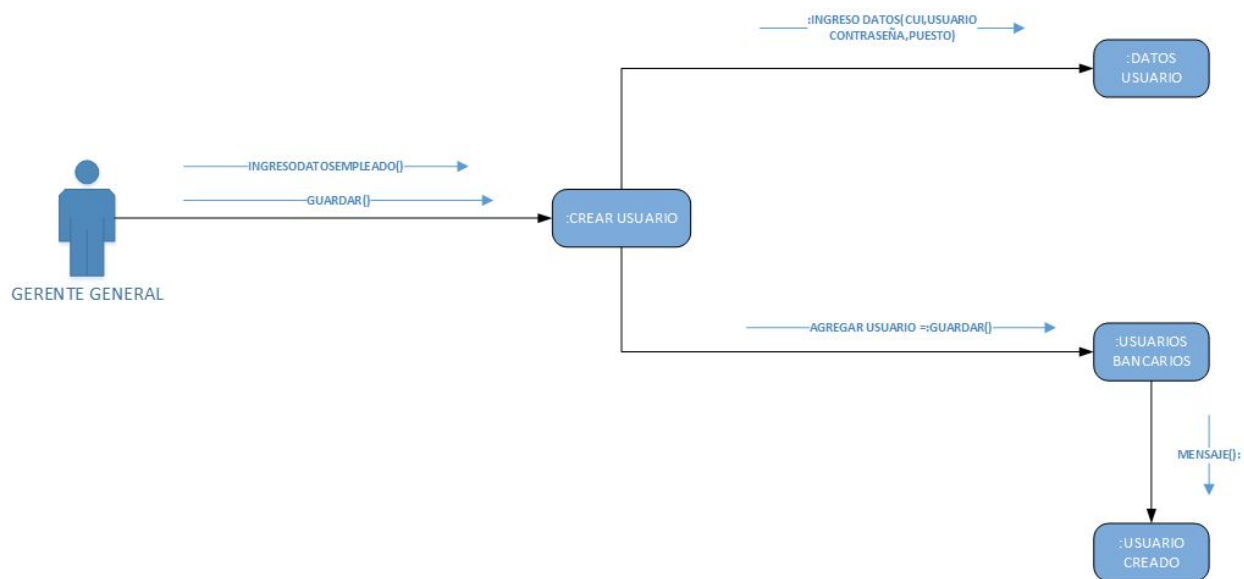 :INGRESO DATOS(CUI,USUARIO
CONTRASEÑA,PUESTO)
:DATOS
USUARIO
INGRESODATOSEMPLEADO()
GUARDAR()
:CREAR USUARIO
GERENTE GENERAL
AGREGAR USUARIO =:GUARDAR()
:USUARIOS
BANCARIOS
MENSAJE():
:USUARIO
CREADO